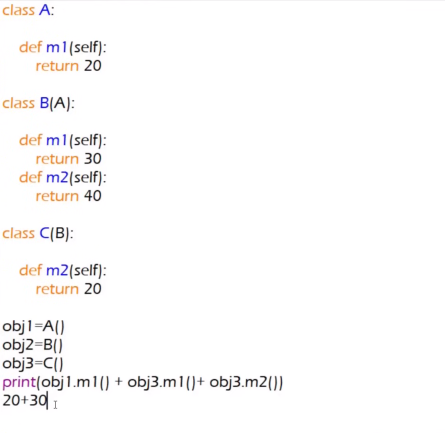 class A:
def m1(self):
return 20
class B(A):
def m1(self):
return 30
def m2(self):
return 40
class C(B):
def m2(self):
return 20
obj1=A()
obj2=B()
obj3=C()
print(obj1.m1() + obj3.m1()+ obj3.m2())
20+30